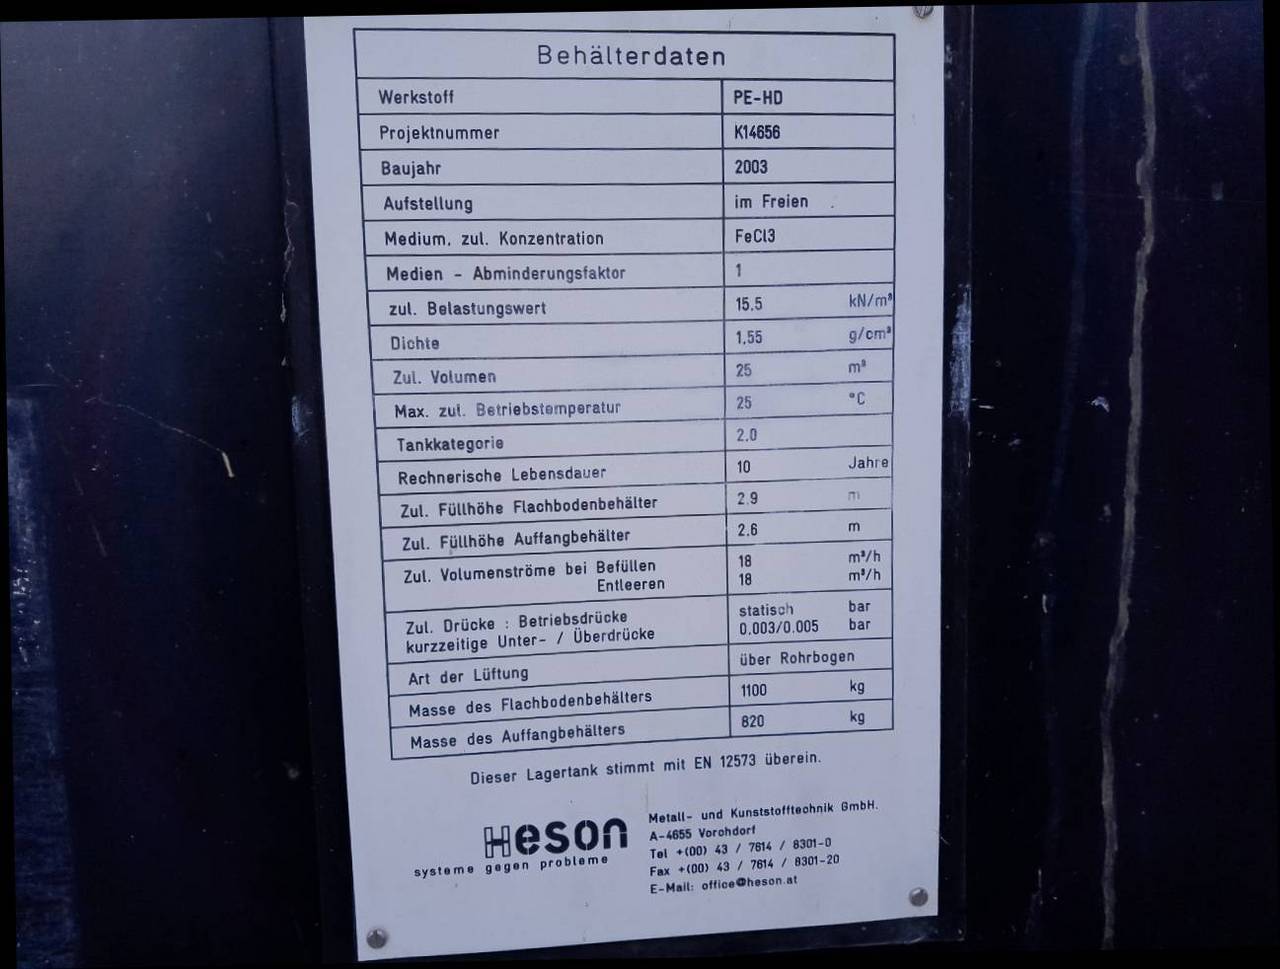 Behälterdaten
Werkstoff PE-HD
Projektnummer K14656
Baujahr 2003
Aufstellung im Freien
Medium, zul. Konzentration FeCl3
Medien - Abminderungsfaktor 1
zul. Belastungswert 15.5 kN/m³
Dichte 1,55 g/cm³
Zul. Volumen 25 m³
Max. zul. Betriebstemperatur 25 °C
Tankkategorie 2.0
Rechnerische Lebensdauer 10 Jahre
Zul. Füllhöhe Flachbodenbehälter 2.9 m
Zul. Füllhöhe Auffangbehälter 2.6 m
Zul. Volumenströme bei Befüllen 18 m³/h
Entleeren 18 m³/h
Zul. Drücke : Betriebsdrücke statisch bar
kurzzeitige Unter- / Überdrücke 0.003/0.005 bar
Art der Lüftung über Rohrbogen
Masse des Flachbodenbehälters 1100 kg
Masse des Auffangbehälters 820 kg
Dieser Lagertank stimmt mit EN 12573 überein.
Heson
systeme gegen probleme
Metall- und Kunststofftechnik GmbH.
A-4655 Vorchdorf
Tel +(00) 43 / 7614 / 8301-0
Fax +(00) 43 / 7614 / 8301-20
E-Mail: office@heson.at